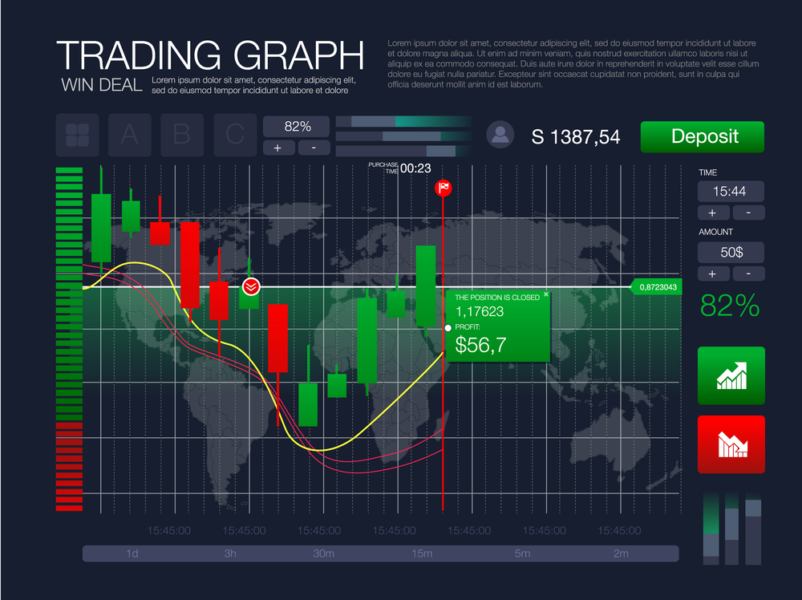 TRADING GRAPH
WIN DEAL
Lorem ipsum dolor sit amet, consectetur adipiscing elit,
sed do eiusmod tempor incididunt ut labore et dolore
Lorem ipsum dolor sit amet, consectetur adipiscing elit, sed do eiusmod tempor incididunt ut labore
et dolore magna aliqua. Ut enim ad minim veniam, quis nostrud exercitation ullamco laboris nisi ut
aliquip ex ea commodo consequat. Duis aute irure dolor in reprehenderit in voluptate velit esse cillum
dolore eu fugiat nulla pariatur. Excepteur sint occaecat cupidatat non proident, sunt in culpa qui
officia deserunt mollit anim id est laborum.
A
B
C
82%
+ -
S 1387,54
Deposit
PURCHASE
TIME
00:23
TIME
15:44
+ -
AMOUNT
50$
+ -
82%
0,8723043
THE POSITION IS CLOSED ×
1,17623
PROFIT:
$56,7
15:45:00 15:45:00 15:45:00 15:45:00 15:45:00 15:45:00 15:45:00
1d 3h 30m 15m 5m 2m